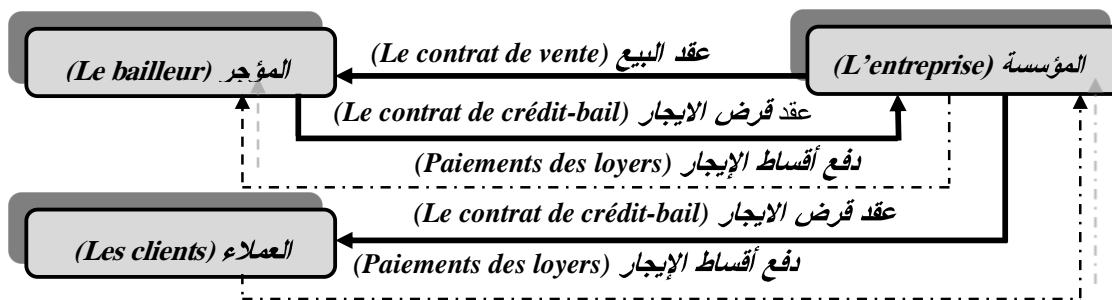 عقد البيع (Le contrat de vente)
المؤسسة (L’entreprise)
المؤجر (Le bailleur)
عقد قرض الايجار (Le contrat de crédit-bail)
دفع أقساط الإيجار (Paiements des loyers)
عقد قرض الايجار (Le contrat de crédit-bail)
العملاء (Les clients)
دفع أقساط الإيجار (Paiements des loyers)